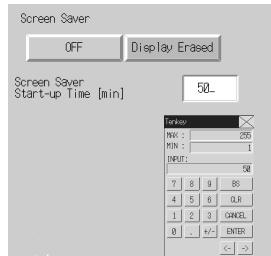 Screen Saver
OFF
Display Erased
Screen Saver
Start-up Time [min]
50_
Tenkey
MAX : 255
MIN : 1
INPUT:
50
7 8 9 BS
4 5 6 CLR
1 2 3 CANCEL
0 . +/- ENTER
<- ->